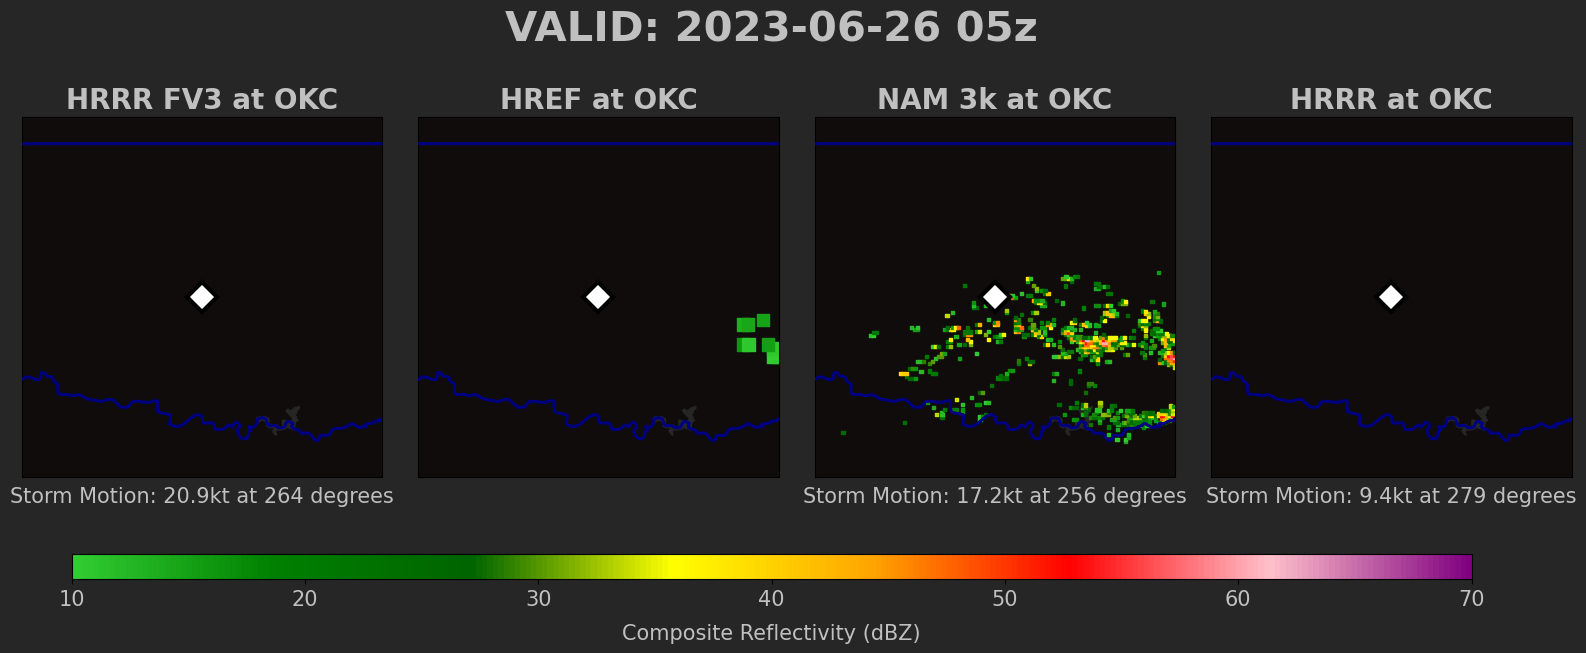 VALID: 2023-06-26 05z
HRRR FV3 at OKC
HREF at OKC
NAM 3k at OKC
HRRR at OKC
Storm Motion: 20.9kt at 264 degrees
Storm Motion: 17.2kt at 256 degrees
Storm Motion: 9.4kt at 279 degrees
10 20 30 40 50 60 70
Composite Reflectivity (dBZ)